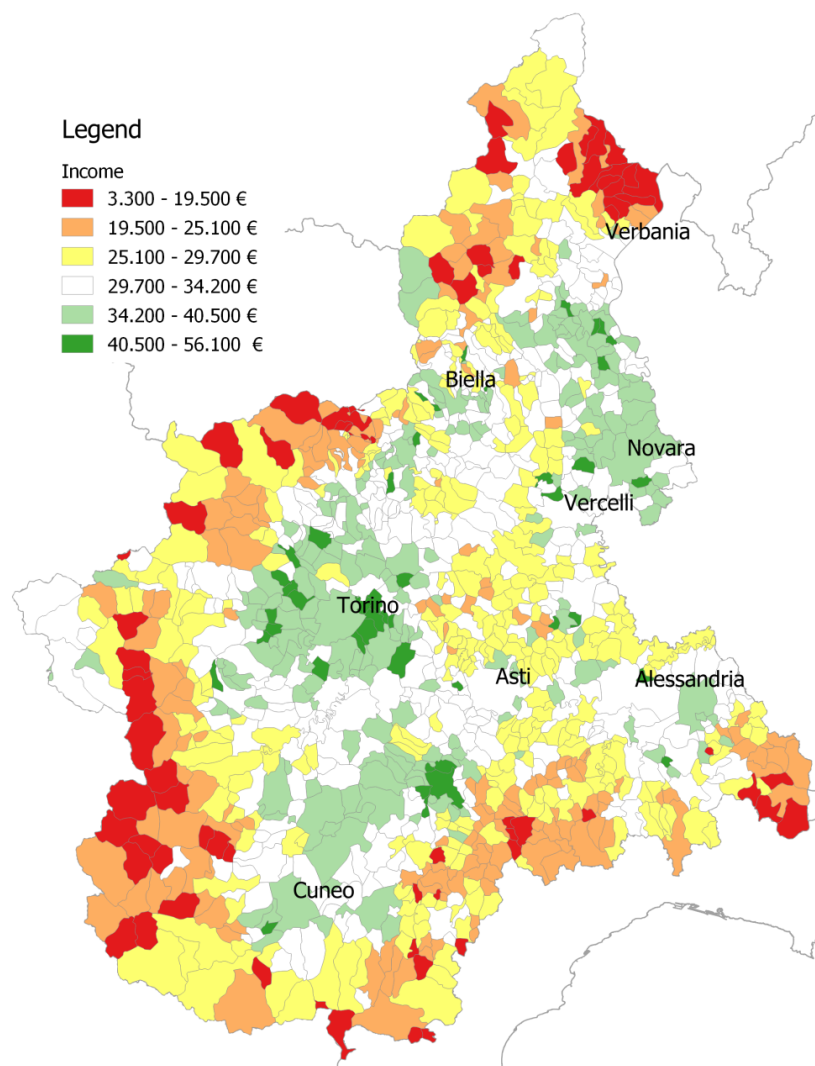 Legend
Income
3.300 - 19.500 €
19.500 - 25.100 €
25.100 - 29.700 €
29.700 - 34.200 €
34.200 - 40.500 €
40.500 - 56.100 €
Verbania
Biella
Novara
Vercelli
Torino
Asti
Alessandria
Cuneo